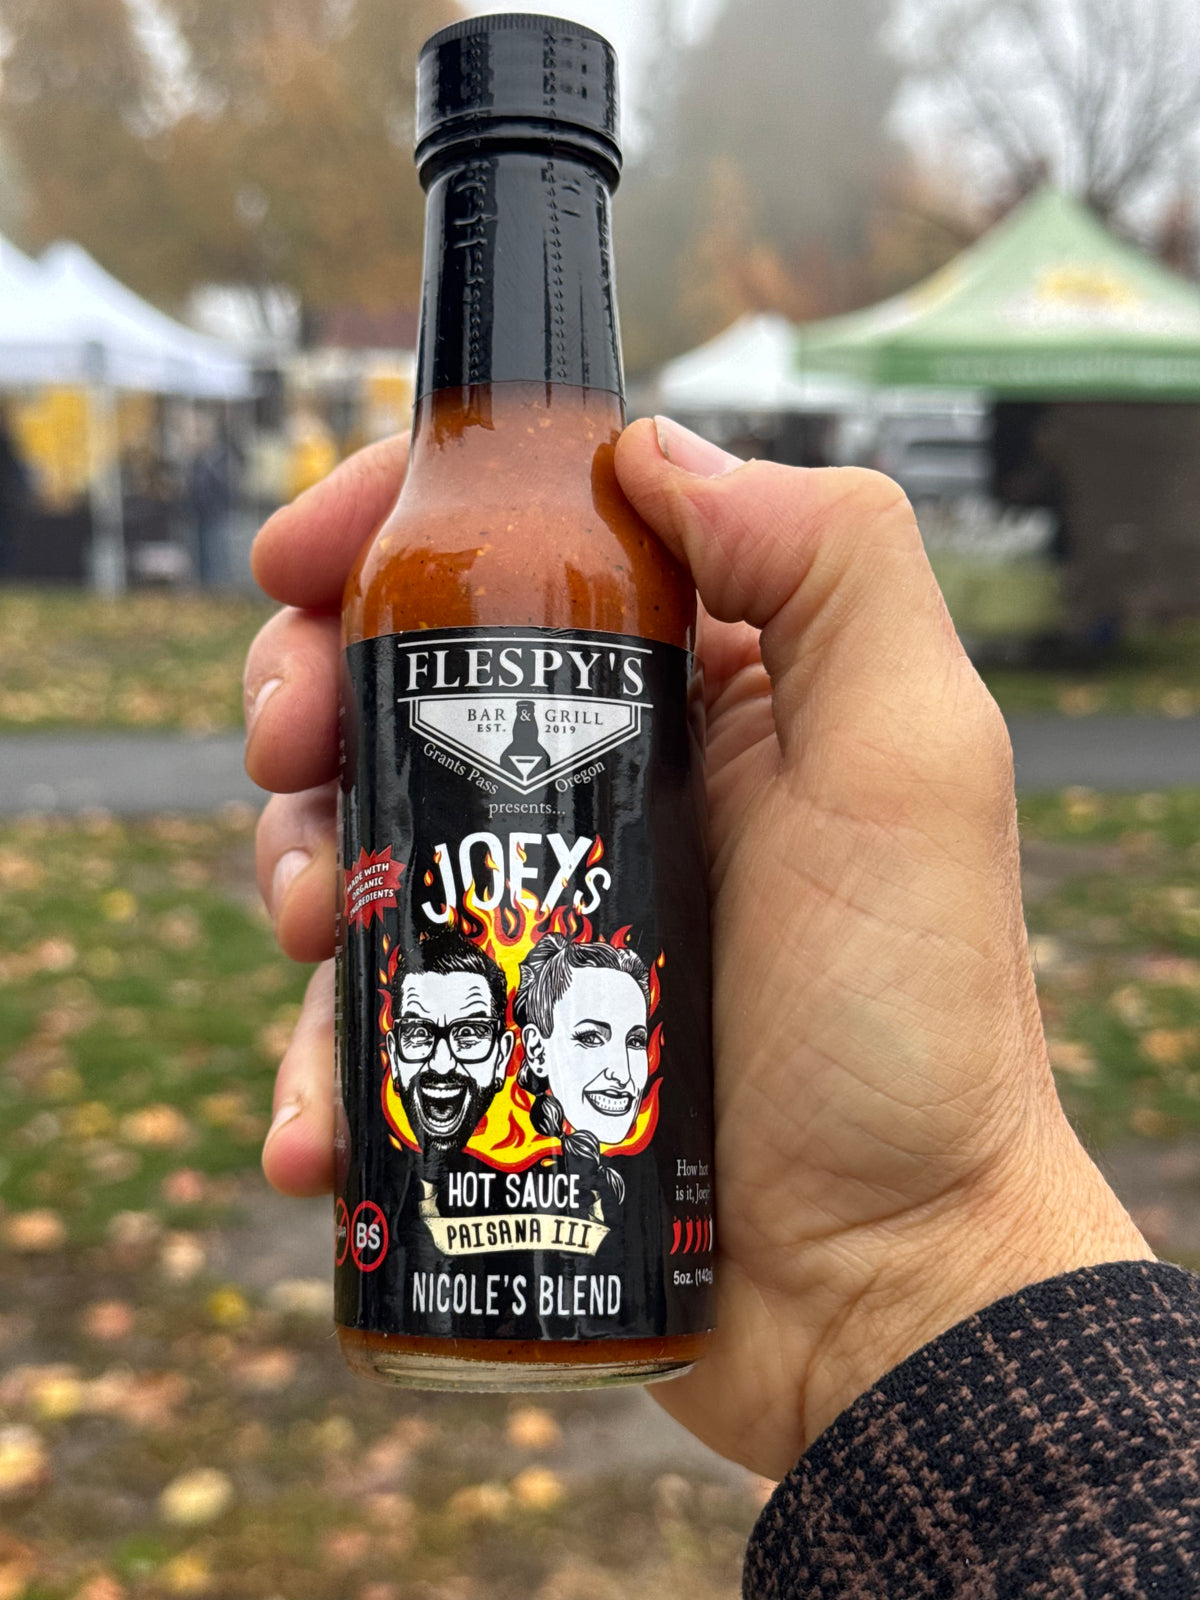 FLESPY'S
BAR & GRILL
EST. 2019
Grants Pass Oregon
presents...
JOEYS
MADE WITH
ORGANIC
INGREDIENTS
HOT SAUCE
PAISANA III
NICOLE'S BLEND
BS
How hot
is it, Joey?
5oz. (142g